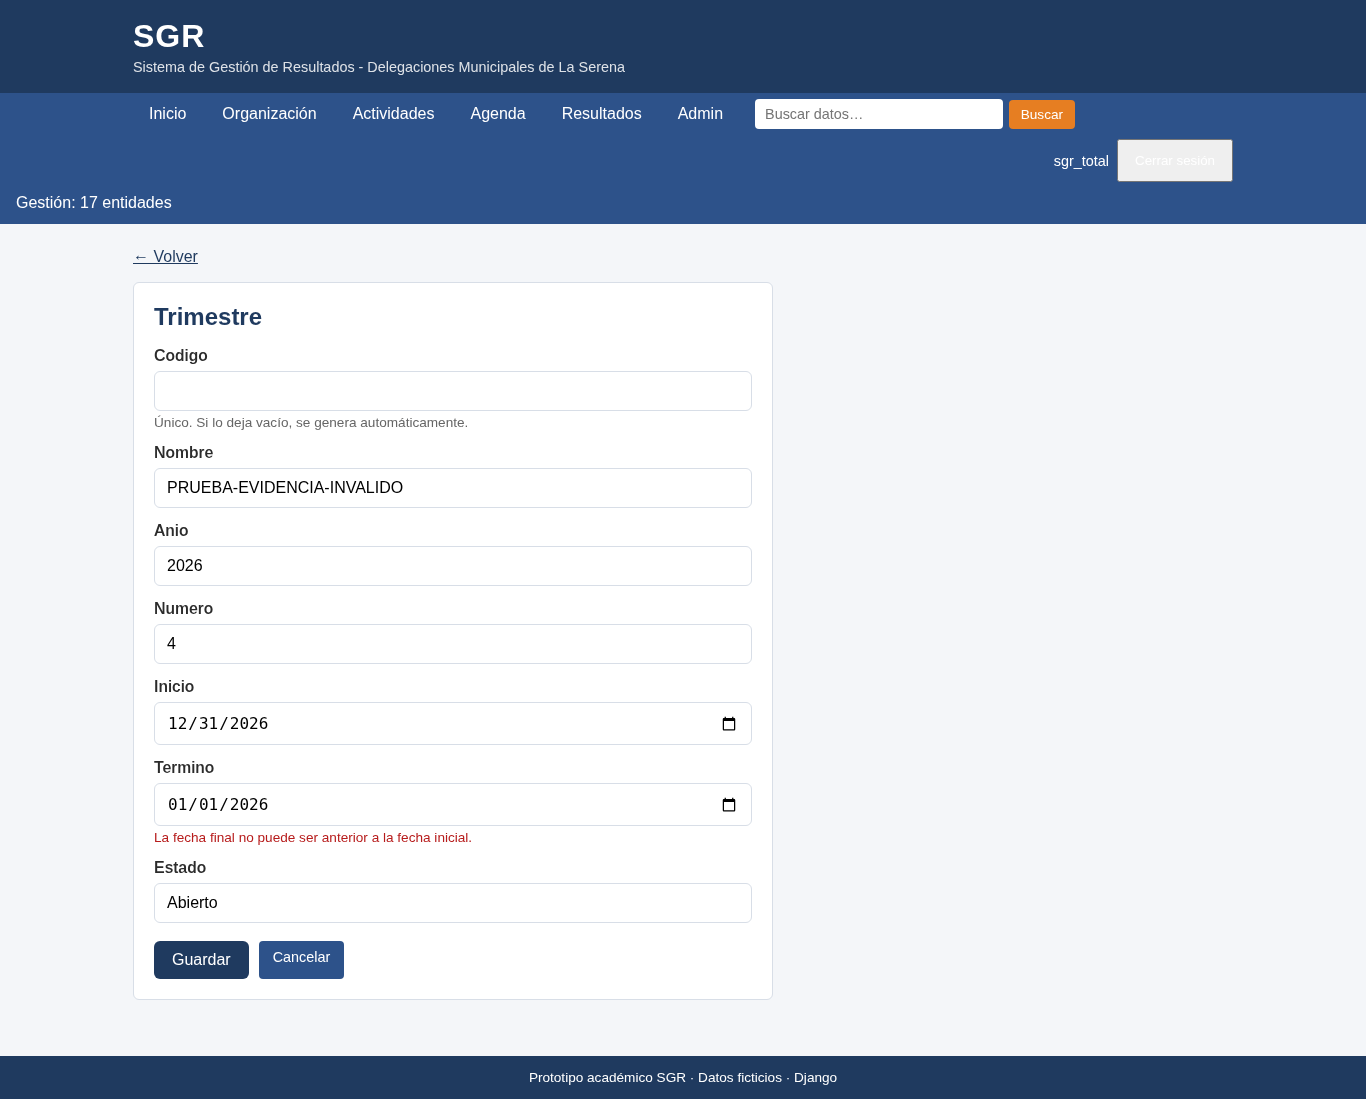 SGR
Sistema de Gestión de Resultados - Delegaciones Municipales de La Serena
Inicio Organización Actividades Agenda Resultados Admin Buscar datos… Buscar
sgr_total Cerrar sesión
Gestión: 17 entidades
← Volver
Trimestre
Codigo
Único. Si lo deja vacío, se genera automáticamente.
Nombre
PRUEBA-EVIDENCIA-INVALIDO
Anio
2026
Numero
4
Inicio
12/31/2026
Termino
01/01/2026
La fecha final no puede ser anterior a la fecha inicial.
Estado
Abierto
Guardar Cancelar
Prototipo académico SGR · Datos ficticios · Django